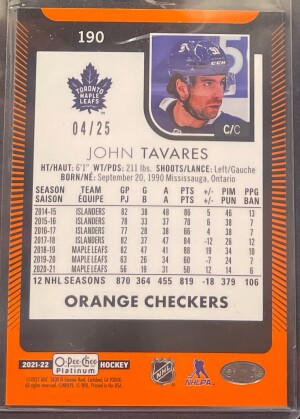 190
TORONTO
MAPLE
LEAFS
04/25
C/C
JOHN TAVARES
HT/HAUT: 6'1" WT/PDS: 211 lbs. SHOOTS/LANCE: Left/Gauche
BORN/NÉ: September 20, 1990 Mississauga, Ontario
SEASON TEAM GP G A PTS +/- PIM PPG
SAISON ÉQUIPE PJ B A PTS +/- PUN BAN
2014-15 ISLANDERS 82 38 48 86 5 46 13
2015-16 ISLANDERS 78 33 37 70 6 38 7
2016-17 ISLANDERS 77 28 38 66 4 38 7
2017-18 ISLANDERS 82 37 47 84 -12 26 12
2018-19 MAPLE LEAFS 82 47 41 88 19 34 10
2019-20 MAPLE LEAFS 63 26 34 60 -7 24 7
2020-21 MAPLE LEAFS 56 19 31 50 12 14 6
12 NHL SEASONS 870 364 455 819 -18 379 106
ORANGE CHECKERS
2021-22 O-Pee-Chee HOCKEY
Platinum
NHL
NHLPA